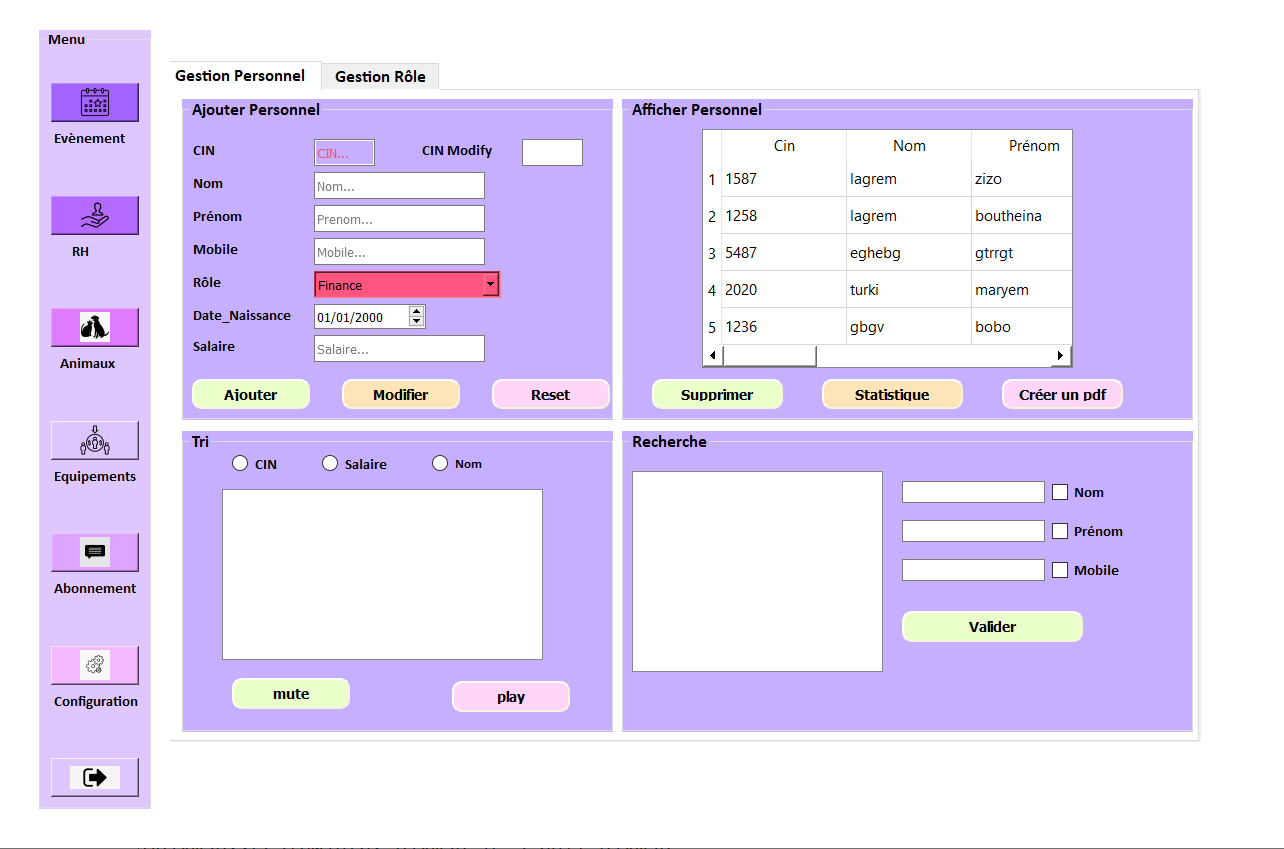 Menu
Evènement
RH
Animaux
Equipements
Abonnement
Configuration
Gestion Personnel
Gestion Rôle
Ajouter Personnel
CIN
CIN...
CIN Modify
Nom
Nom...
Prénom
Prenom...
Mobile
Mobile...
Rôle
Finance
Date_Naissance
01/01/2000
Salaire
Salaire...
Ajouter
Modifier
Reset
Afficher Personnel
Cin Nom Prénom
1 1587 lagrem zizo
2 1258 lagrem boutheina
3 5487 eghebg gtrrgt
4 2020 turki maryem
5 1236 gbgv bobo
Supprimer
Statistique
Créer un pdf
Tri
CIN
Salaire
Nom
mute
play
Recherche
Nom
Prénom
Mobile
Valider